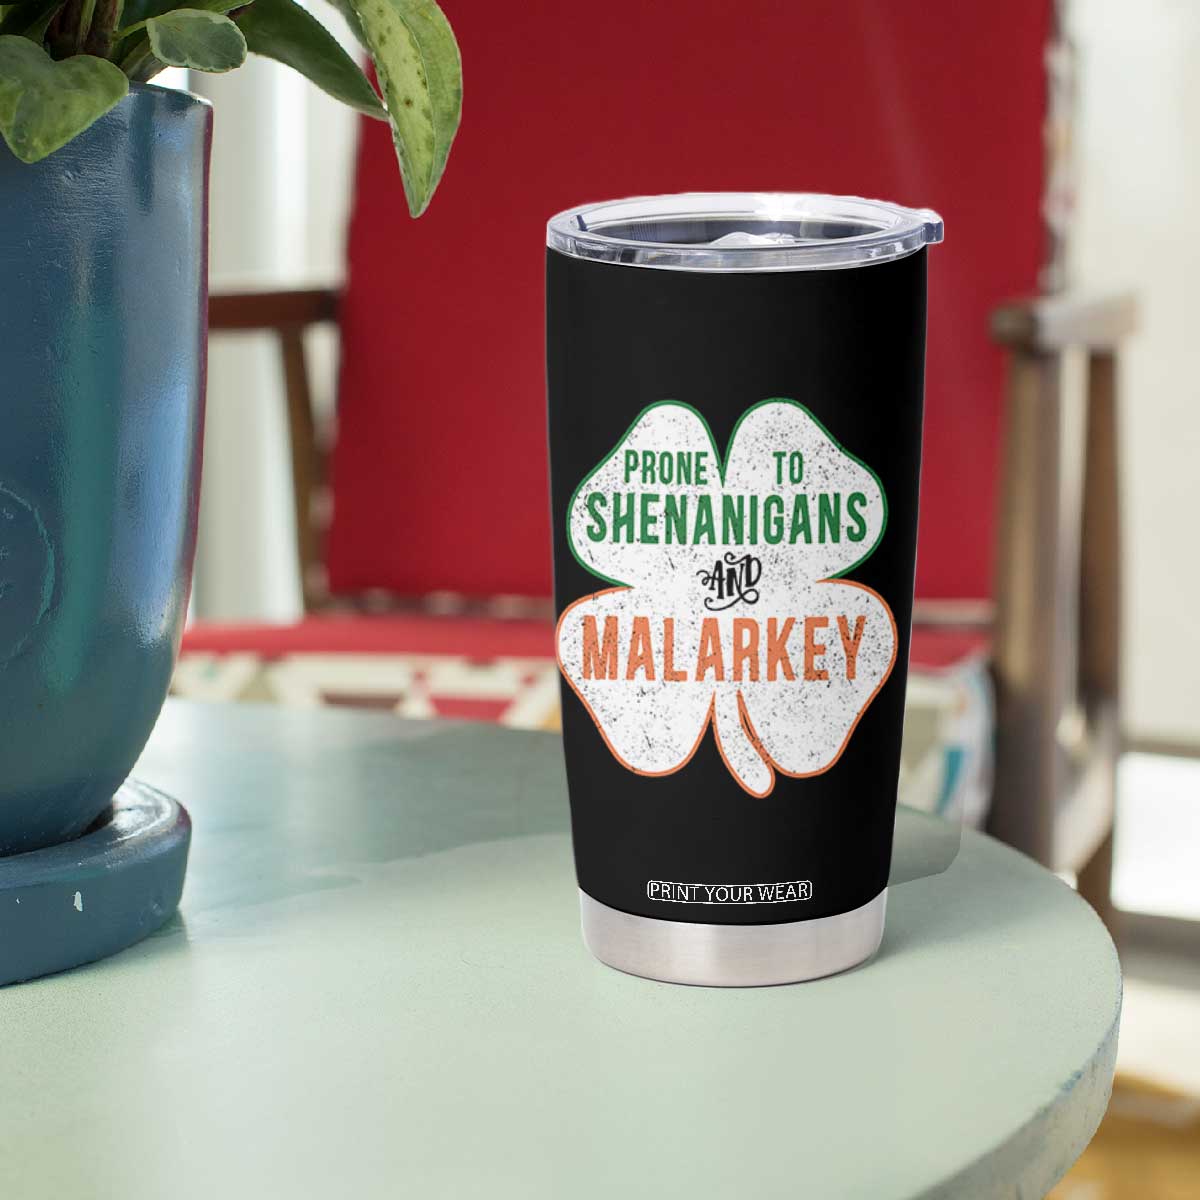 PRONE TO
SHENANIGANS
AND
MALARKEY
PRINT YOUR WEAR